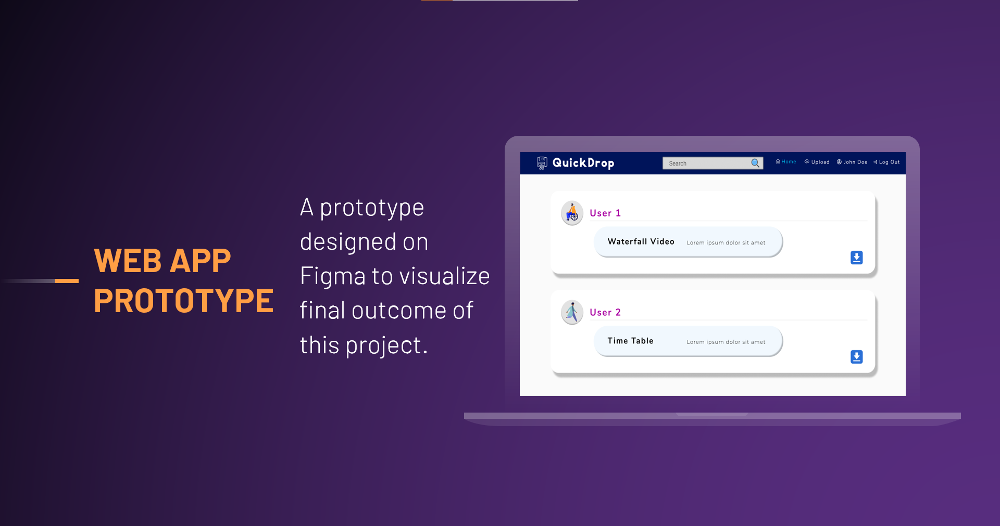 WEB APP
PROTOTYPE
A prototype
designed on
Figma to visualize
final outcome of
this project.
QuickDrop
Search
Home
Upload
John Doe
Log Out
User 1
Waterfall Video
Lorem ipsum dolor sit amet
User 2
Time Table
Lorem ipsum dolor sit amet